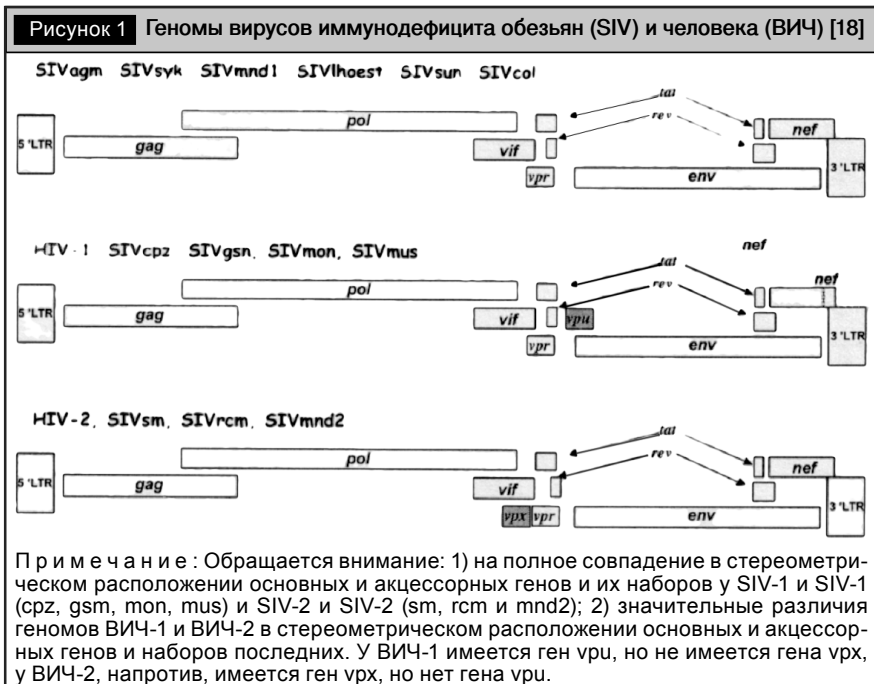 Рисунок 1 Геномы вирусов иммунодефицита обезьян (SIV) и человека (ВИЧ) [18]
SIVagm SIVsyk SIVmnd1 SIVlhoest SIVsun SIVcol
5'LTR gag pol vif vpr tat rev env nef 3'LTR
HIV-1 SIVcpz SIVgsn, SIVmon, SIVmus
nef
5'LTR gag pol vif vpr vpu tat rev env nef 3'LTR
HIV-2, SIVsm, SIVrcm, SIVmnd2
5'LTR gag pol vif vpx vpr tat rev env nef 3'LTR
Примечание: Обращается внимание: 1) на полное совпадение в стереометри-
ческом расположении основных и акцессорных генов и их наборов у SIV-1 и SIV-1
(cpz, gsm, mon, mus) и SIV-2 и SIV-2 (sm, rcm и mnd2); 2) значительные различия
геномов ВИЧ-1 и ВИЧ-2 в стереометрическом расположении основных и акцессор-
ных генов и наборов последних. У ВИЧ-1 имеется ген vpu, но не имеется гена vpx,
у ВИЧ-2, напротив, имеется ген vpx, но нет гена vpu.